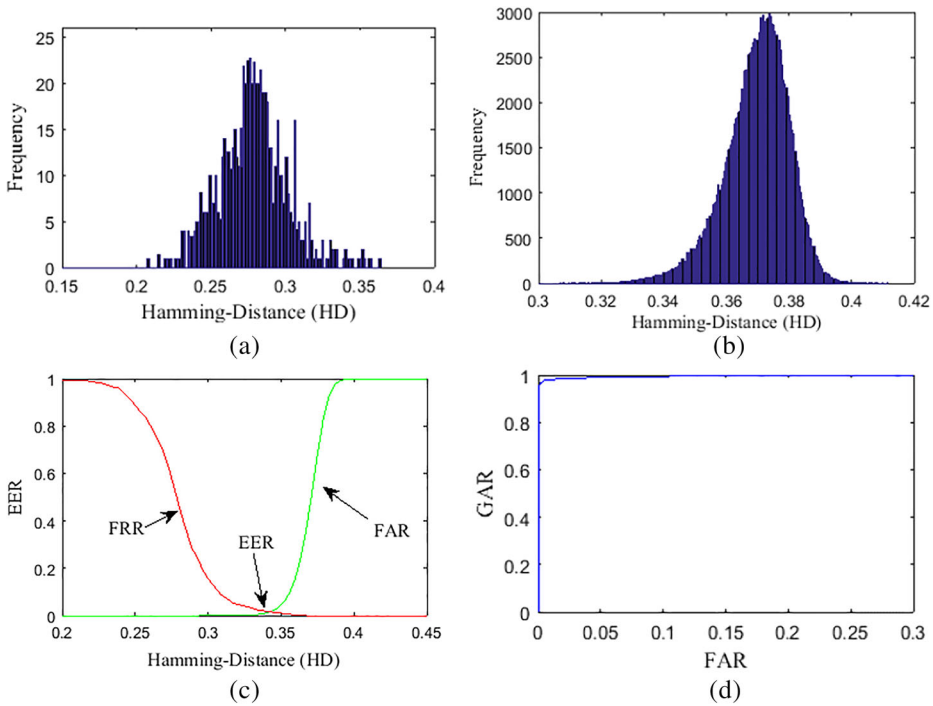 25
20
15
10
5
0
Frequency
0.15 0.2 0.25 0.3 0.35 0.4
Hamming-Distance (HD)
(a)
3000
2500
2000
1500
1000
500
0
Frequency
0.3 0.32 0.34 0.36 0.38 0.4 0.42
Hamming-Distance (HD)
(b)
1
0.8
0.6
0.4
0.2
0
EER
FRR
EER
FAR
0.2 0.25 0.3 0.35 0.4 0.45
Hamming-Distance (HD)
(c)
1
0.8
0.6
0.4
0.2
0
GAR
0 0.05 0.1 0.15 0.2 0.25 0.3
FAR
(d)